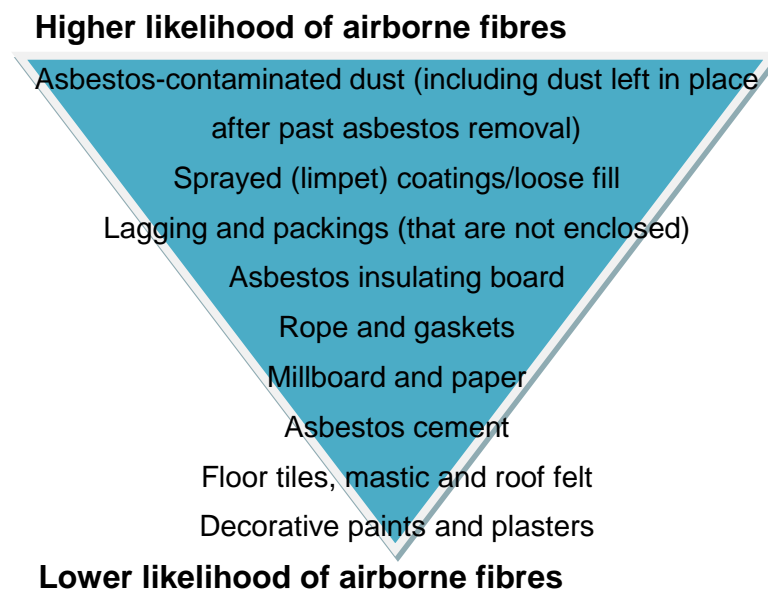 Higher likelihood of airborne fibres
Asbestos-contaminated dust (including dust left in place
after past asbestos removal)
Sprayed (limpet) coatings/loose fill
Lagging and packings (that are not enclosed)
Asbestos insulating board
Rope and gaskets
Millboard and paper
Asbestos cement
Floor tiles, mastic and roof felt
Decorative paints and plasters
Lower likelihood of airborne fibres